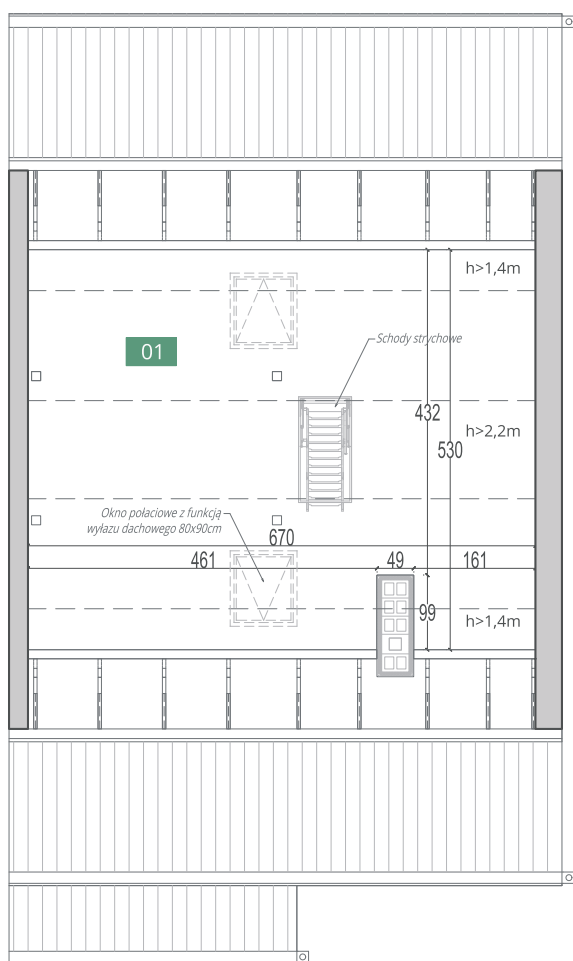 h>1,4m
01
Schody strychowe
432
h>2,2m
530
Okno połaciowe z funkcją
wyłazu dachowego 80x90cm
670
461
49
161
99
h>1,4m